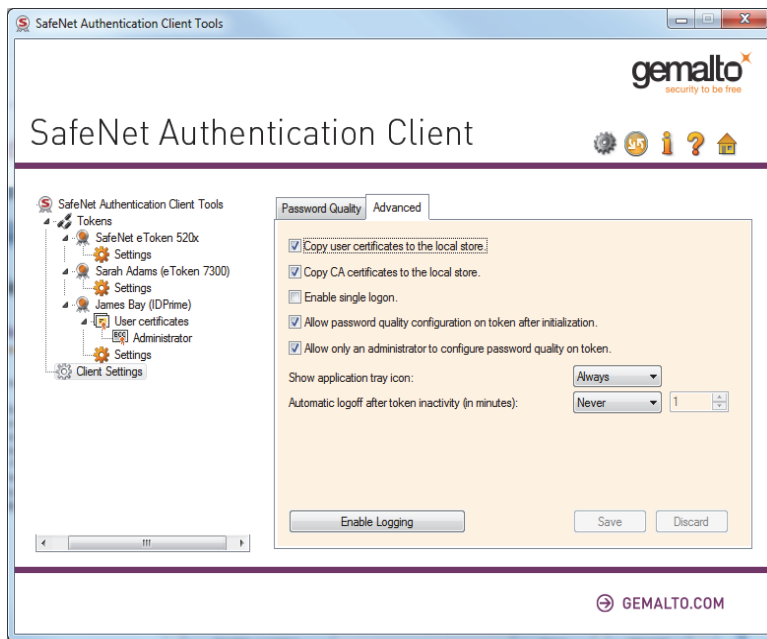 SafeNet Authentication Client Tools
gemalto
security to be free
SafeNet Authentication Client
SafeNet Authentication Client Tools
Tokens
SafeNet eToken 520x
Settings
Sarah Adams (eToken 7300)
Settings
James Bay (IDPrime)
User certificates
ECC Administrator
Settings
Client Settings
Password Quality Advanced
Copy user certificates to the local store.
Copy CA certificates to the local store.
Enable single logon.
Allow password quality configuration on token after initialization.
Allow only an administrator to configure password quality on token.
Show application tray icon: Always
Automatic logoff after token inactivity (in minutes): Never 1
Enable Logging Save Discard
GEMALTO.COM